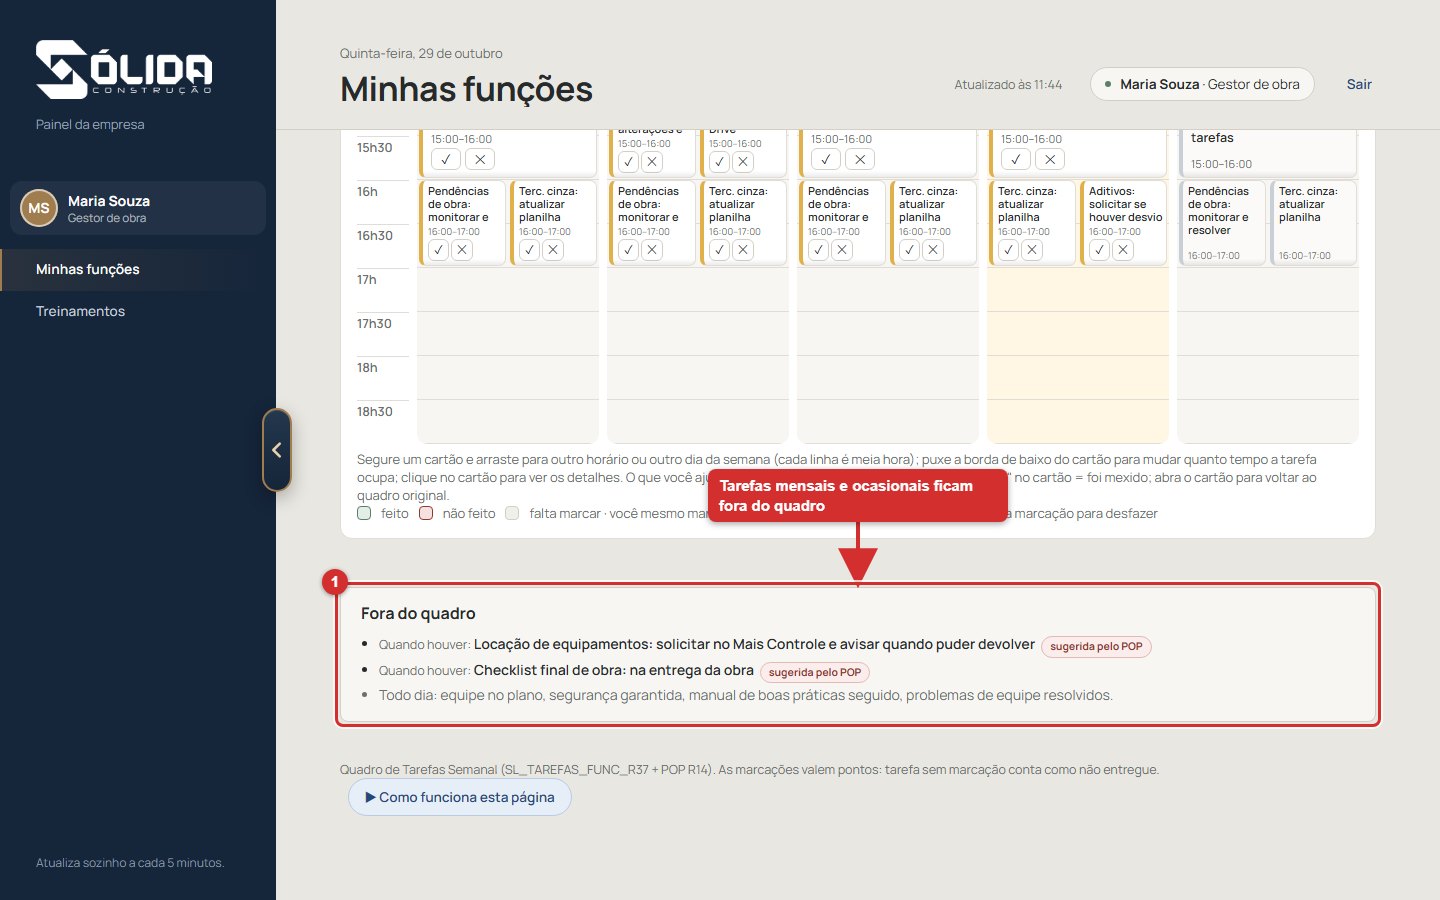 SÓLIDA
CONSTRUÇÃO
Painel da empresa
MS
Maria Souza
Gestor de obra
Minhas funções
Treinamentos
Atualiza sozinho a cada 5 minutos.
Quinta-feira, 29 de outubro
Minhas funções
Atualizado às 11:44
Maria Souza · Gestor de obra
Sair
15h30
15:00–16:00
alterações e
15:00–16:00
Drive
15:00–16:00
15:00–16:00
15:00–16:00
tarefas
15:00–16:00
16h
16h30
Pendências
de obra:
monitorar e
16:00–17:00
Terc. cinza:
atualizar
planilha
16:00–17:00
Pendências
de obra:
monitorar e
16:00–17:00
Terc. cinza:
atualizar
planilha
16:00–17:00
Pendências
de obra:
monitorar e
16:00–17:00
Terc. cinza:
atualizar
planilha
16:00–17:00
Terc. cinza:
atualizar
planilha
16:00–17:00
Aditivos:
solicitar se
houver desvio
16:00–17:00
Pendências
de obra:
monitorar e
resolver
16:00–17:00
Terc. cinza:
atualizar
planilha
16:00–17:00
17h
17h30
18h
18h30
Segure um cartão e arraste para outro horário ou outro dia da semana (cada linha é meia hora); puxe a borda de baixo do cartão para mudar quanto tempo a tarefa
ocupa; clique no cartão para ver os detalhes. O que você aju no cartão = foi mexido; abra o cartão para voltar ao
quadro original.
feito não feito falta marcar · você mesmo mar a marcação para desfazer
Tarefas mensais e ocasionais ficam
fora do quadro
1
Fora do quadro
Quando houver: Locação de equipamentos: solicitar no Mais Controle e avisar quando puder devolver sugerida pelo POP
Quando houver: Checklist final de obra: na entrega da obra sugerida pelo POP
Todo dia: equipe no plano, segurança garantida, manual de boas práticas seguido, problemas de equipe resolvidos.
Quadro de Tarefas Semanal (SL_TAREFAS_FUNC_R37 + POP R14). As marcações valem pontos: tarefa sem marcação conta como não entregue.
▶ Como funciona esta página